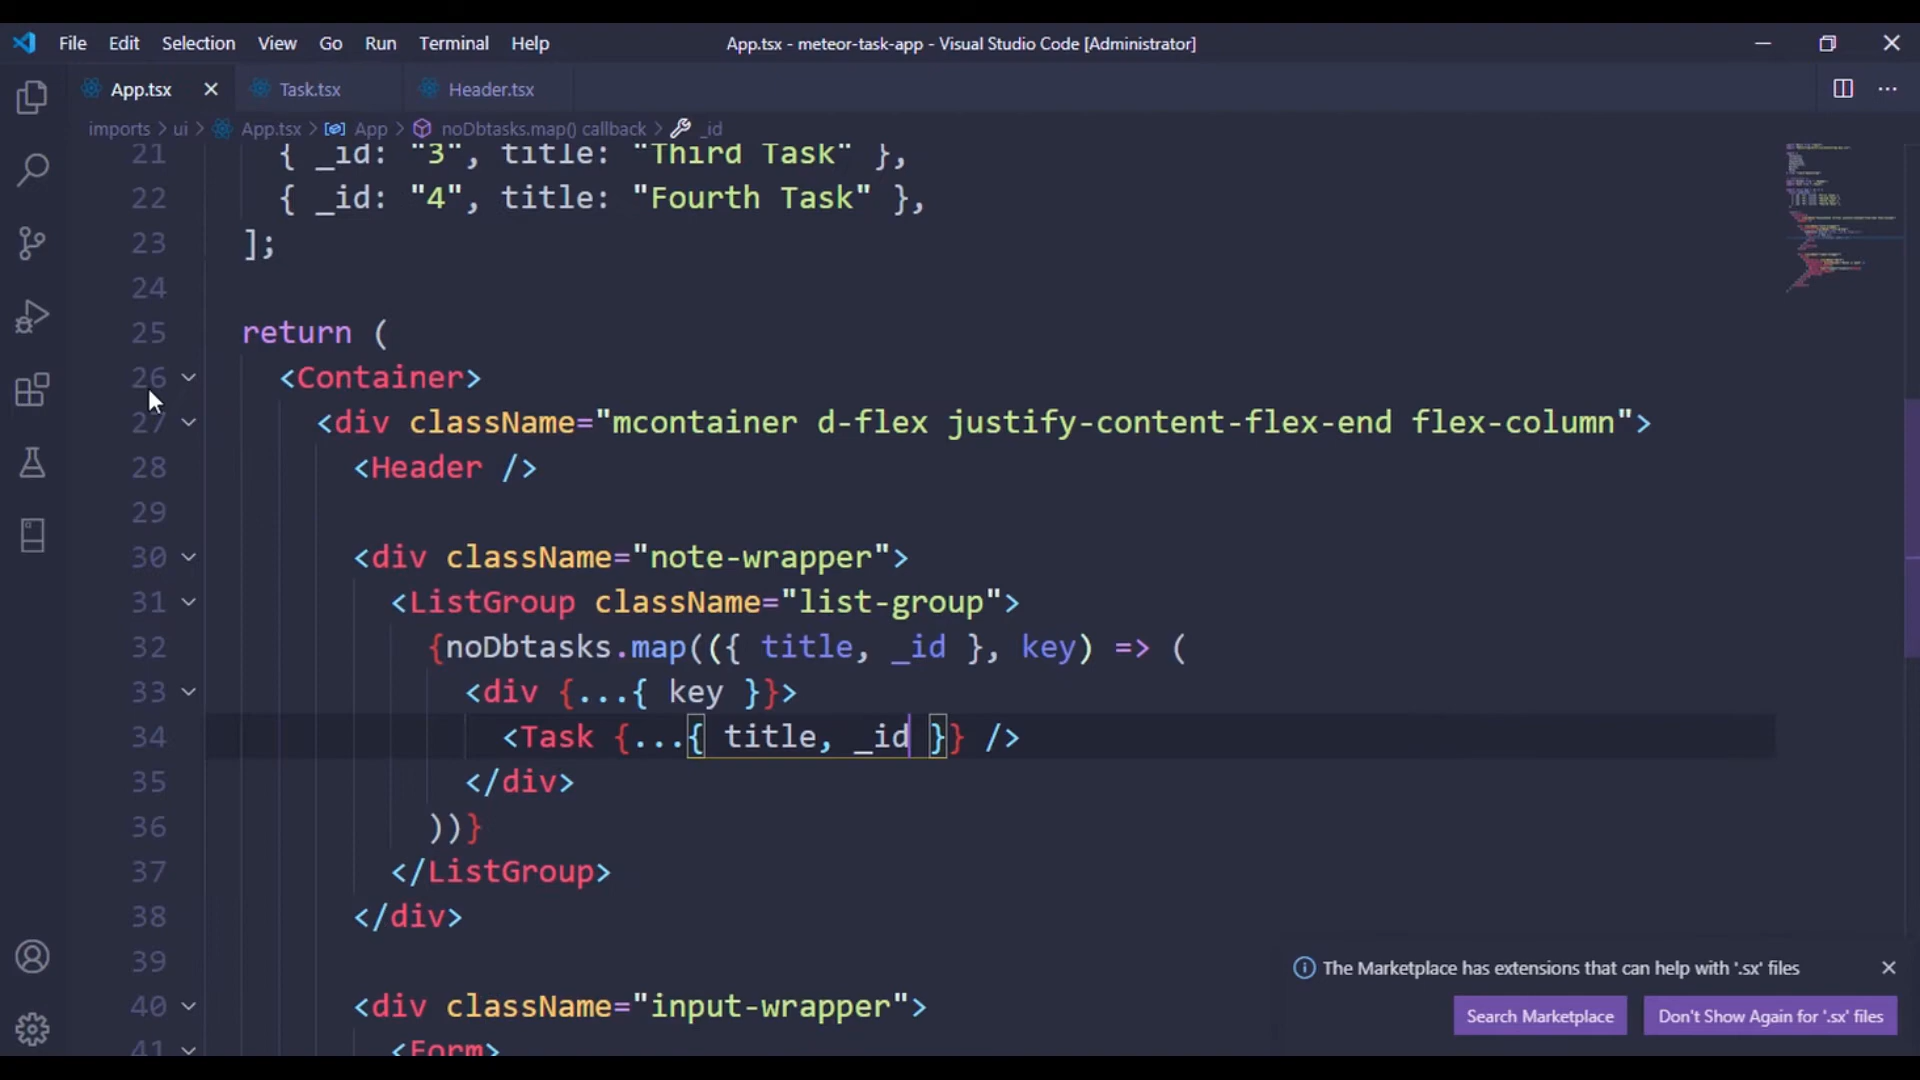 File Edit Selection View Go Run Terminal Help App.tsx - meteor-task-app - Visual Studio Code [Administrator]
App.tsx Task.tsx Header.tsx
imports > ui > App.tsx > App > noDbtasks.map() callback > _id
21 { _id: "3", title: "Third Task" },
22 { _id: "4", title: "Fourth Task" },
23 ];
24
25 return (
26 <Container>
27 <div className="mcontainer d-flex justify-content-flex-end flex-column">
28 <Header />
29
30 <div className="note-wrapper">
31 <ListGroup className="list-group">
32 {noDbtasks.map(({ title, _id }, key) => (
33 <div {...{ key }}>
34 <Task {...{ title, _id }} />
35 </div>
36 ))}
37 </ListGroup>
38 </div>
39
40 <div className="input-wrapper">
41 <Form>
The Marketplace has extensions that can help with '.sx' files
Search Marketplace Don't Show Again for '.sx' files